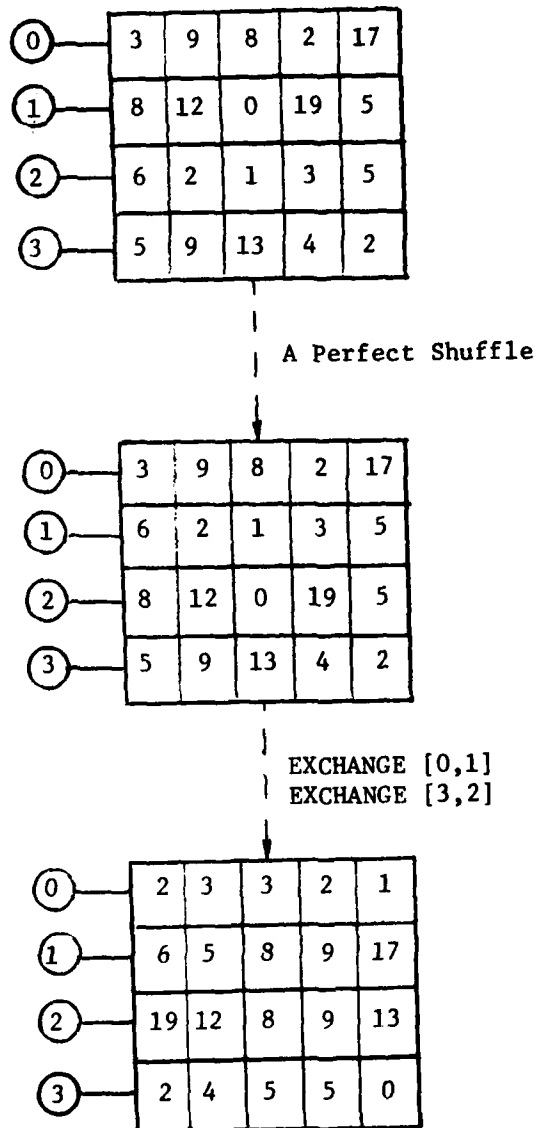 0 3 9 8 2 17
1 8 12 0 19 5
2 6 2 1 3 5
3 5 9 13 4 2
A Perfect Shuffle
0 3 9 8 2 17
1 6 2 1 3 5
2 8 12 0 19 5
3 5 9 13 4 2
EXCHANGE [0,1]
EXCHANGE [3,2]
0 2 3 3 2 1
1 6 5 8 9 17
2 19 12 8 9 13
3 2 4 5 5 0